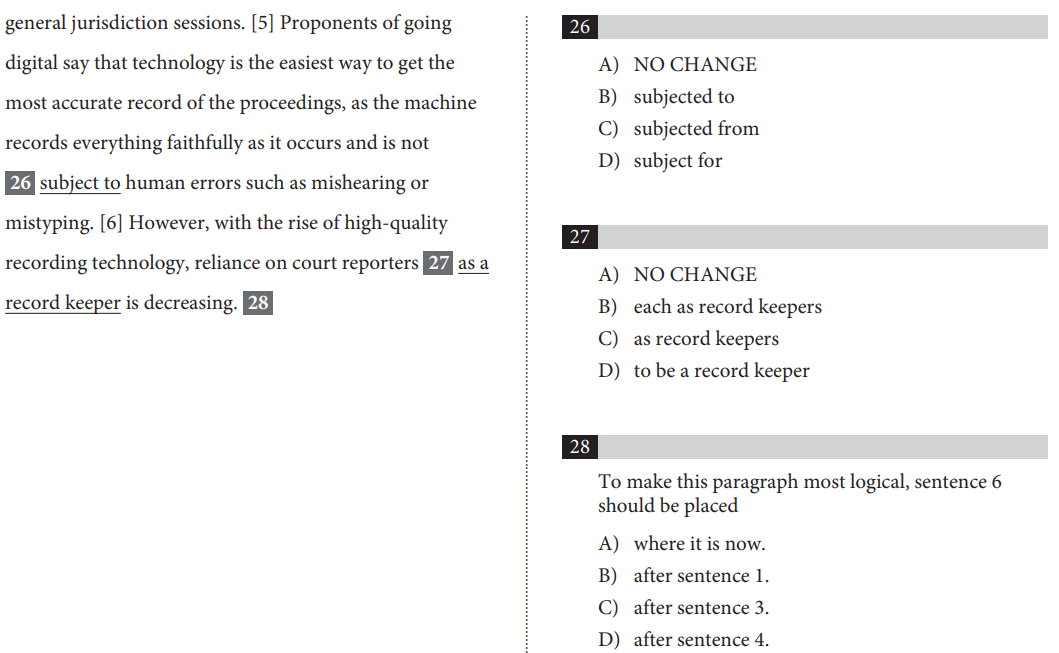 general jurisdiction sessions. [5] Proponents of going
digital say that technology is the easiest way to get the
most accurate record of the proceedings, as the machine
records everything faithfully as it occurs and is not
26 subject to human errors such as mishearing or
mistyping. [6] However, with the rise of high-quality
recording technology, reliance on court reporters 27 as a
record keeper is decreasing. 28
26
A) NO CHANGE
B) subjected to
C) subjected from
D) subject for
27
A) NO CHANGE
B) each as record keepers
C) as record keepers
D) to be a record keeper
28
To make this paragraph most logical, sentence 6
should be placed
A) where it is now.
B) after sentence 1.
C) after sentence 3.
D) after sentence 4.